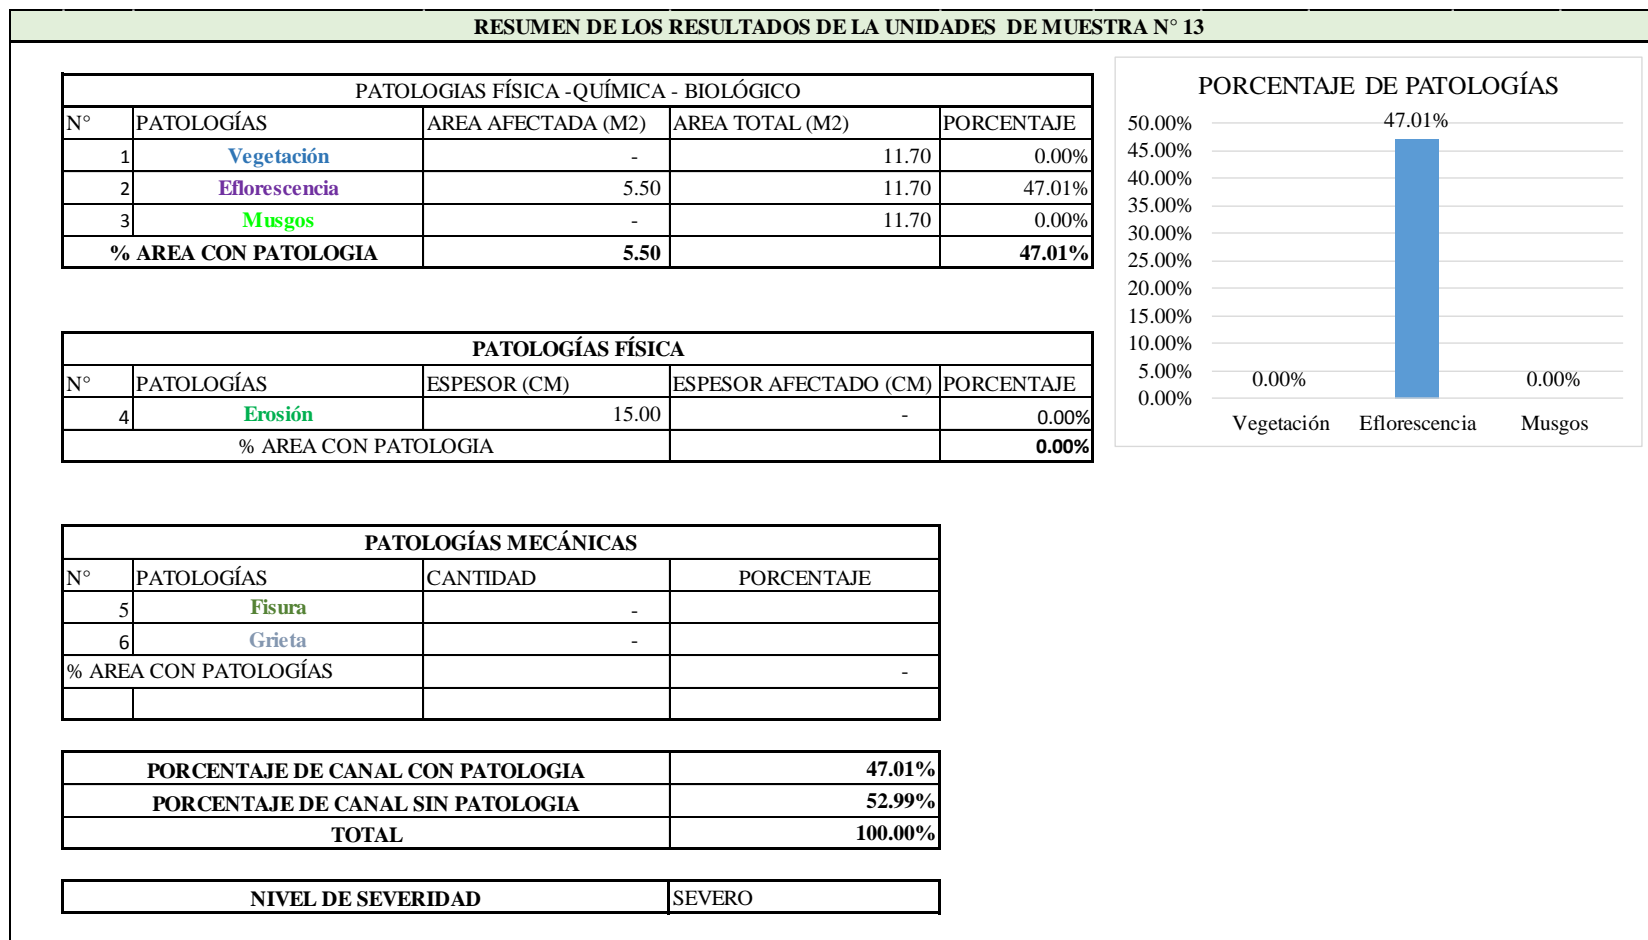 RESUMEN DE LOS RESULTADOS DE LA UNIDADES DE MUESTRA N° 13
PATOLOGIAS FÍSICA -QUÍMICA - BIOLÓGICO
N° PATOLOGÍAS AREA AFECTADA (M2) AREA TOTAL (M2) PORCENTAJE
1 Vegetación - 11.70 0.00%
2 Eflorescencia 5.50 11.70 47.01%
3 Musgos - 11.70 0.00%
% AREA CON PATOLOGIA 5.50 47.01%
PATOLOGÍAS FÍSICA
N° PATOLOGÍAS ESPESOR (CM) ESPESOR AFECTADO (CM) PORCENTAJE
4 Erosión 15.00 - 0.00%
% AREA CON PATOLOGIA 0.00%
PATOLOGÍAS MECÁNICAS
N° PATOLOGÍAS CANTIDAD PORCENTAJE
5 Fisura -
6 Grieta -
% AREA CON PATOLOGÍAS -
PORCENTAJE DE CANAL CON PATOLOGIA 47.01%
PORCENTAJE DE CANAL SIN PATOLOGIA 52.99%
TOTAL 100.00%
NIVEL DE SEVERIDAD SEVERO
PORCENTAJE DE PATOLOGÍAS
50.00%
45.00%
40.00%
35.00%
30.00%
25.00%
20.00%
15.00%
10.00%
5.00%
0.00%
0.00% 47.01% 0.00%
Vegetación Eflorescencia Musgos